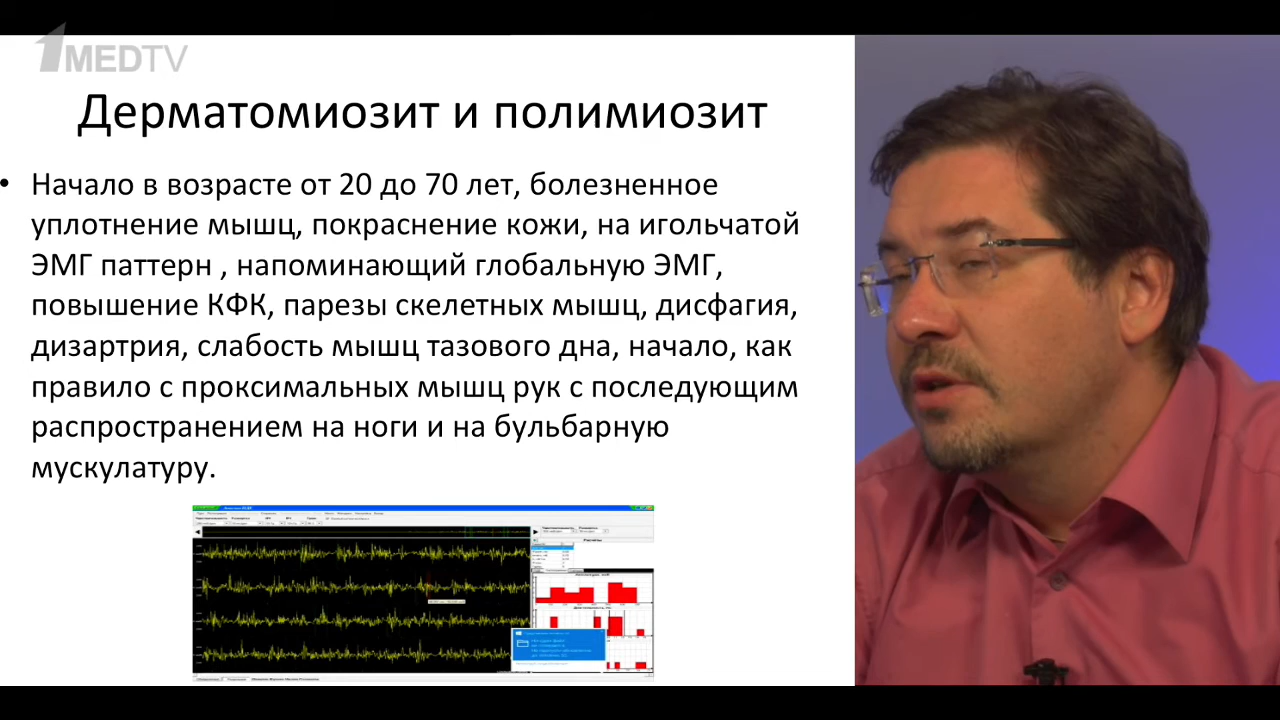 1MEDTV
Дерматомиозит и полимиозит
• Начало в возрасте от 20 до 70 лет, болезненное
уплотнение мышц, покраснение кожи, на игольчатой
ЭМГ паттерн , напоминающий глобальную ЭМГ,
повышение КФК, парезы скелетных мышц, дисфагия,
дизартрия, слабость мышц тазового дна, начало, как
правило с проксимальных мышц рук с последующим
распространением на ноги и на бульбарную
мускулатуру.